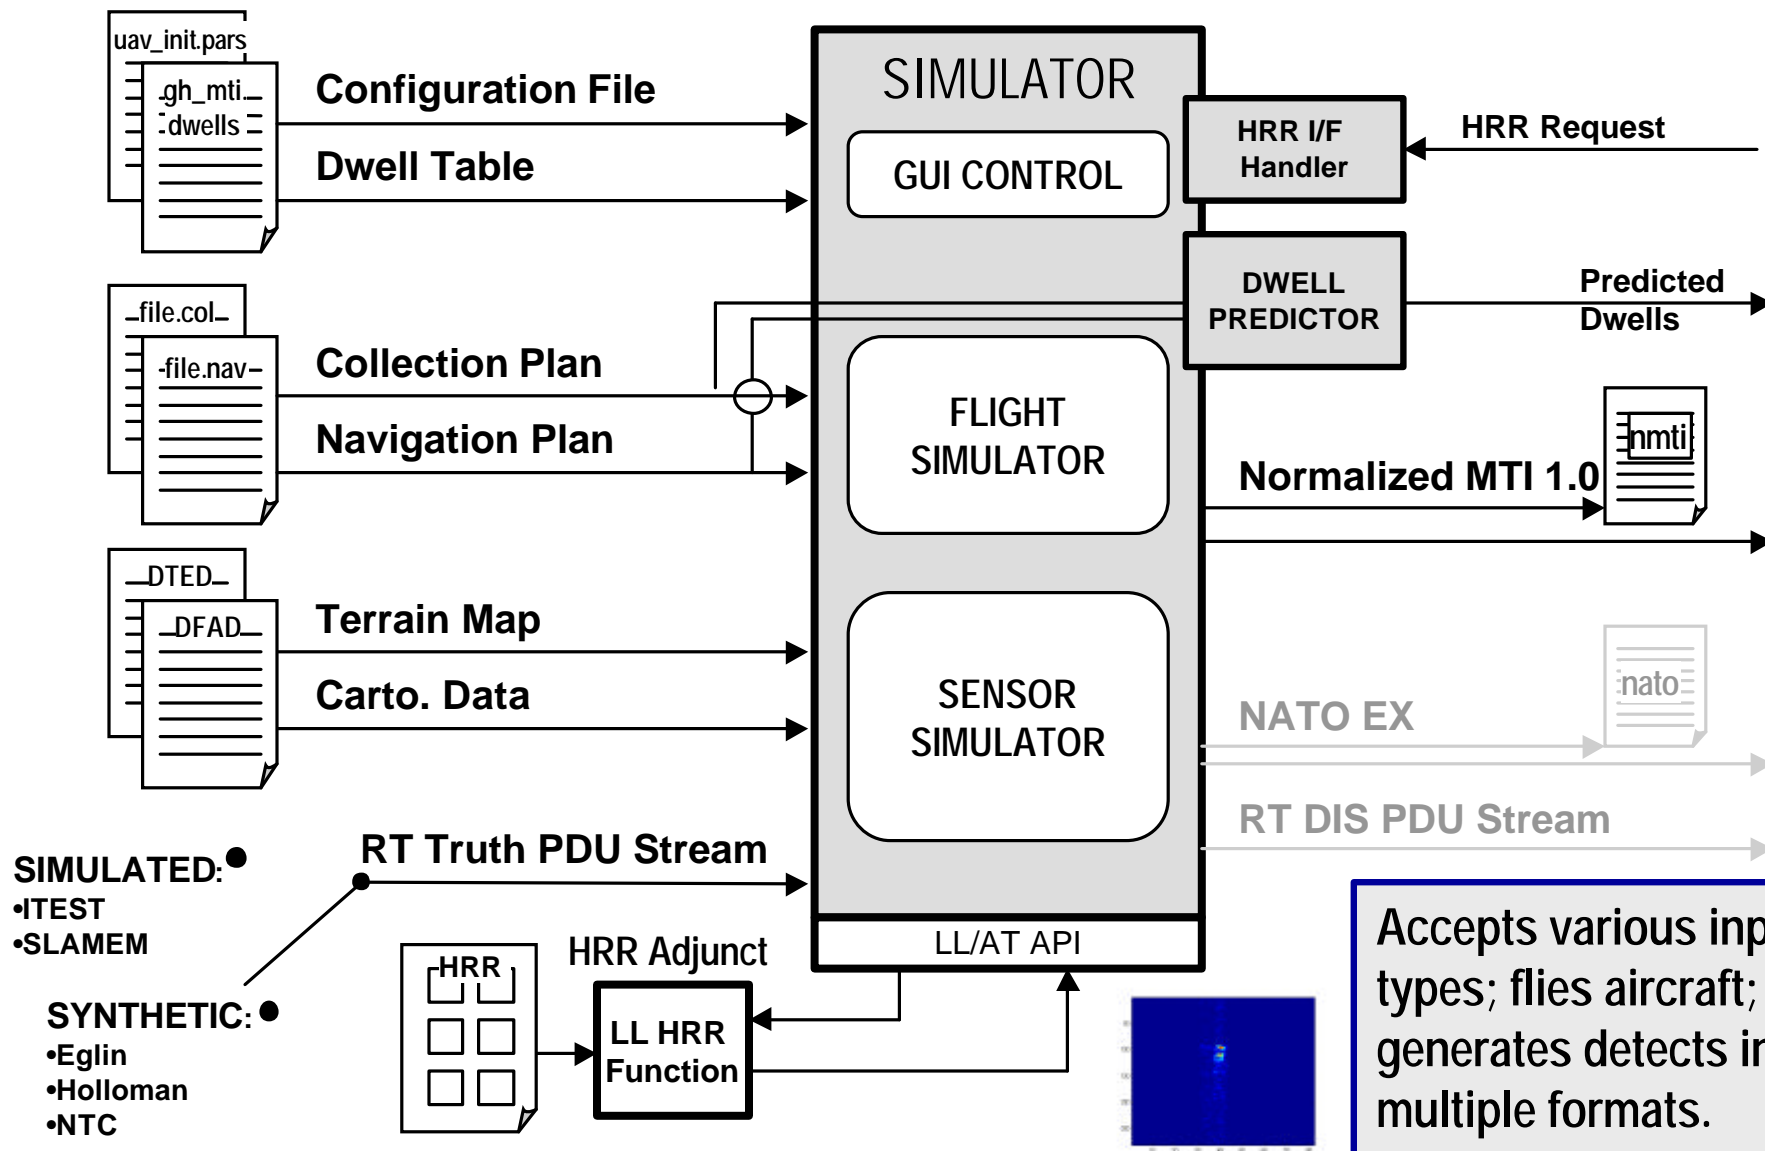 uav_init.pars
gh_mti.
dwells
Configuration File
Dwell Table
file.col
file.nav
Collection Plan
Navigation Plan
DTED
DFAD
Terrain Map
Carto. Data
RT Truth PDU Stream
SIMULATED:
•ITEST
•SLAMEM
SYNTHETIC:
•Eglin
•Holloman
•NTC
HRR
HRR Adjunct
LL HRR
Function
SIMULATOR
GUI CONTROL
FLIGHT
SIMULATOR
SENSOR
SIMULATOR
LL/AT API
HRR I/F
Handler
HRR Request
DWELL
PREDICTOR
Predicted
Dwells
Normalized MTI 1.0
nmti
NATO EX
nato
RT DIS PDU Stream
Accepts various inp
types; flies aircraft;
generates detects in
multiple formats.